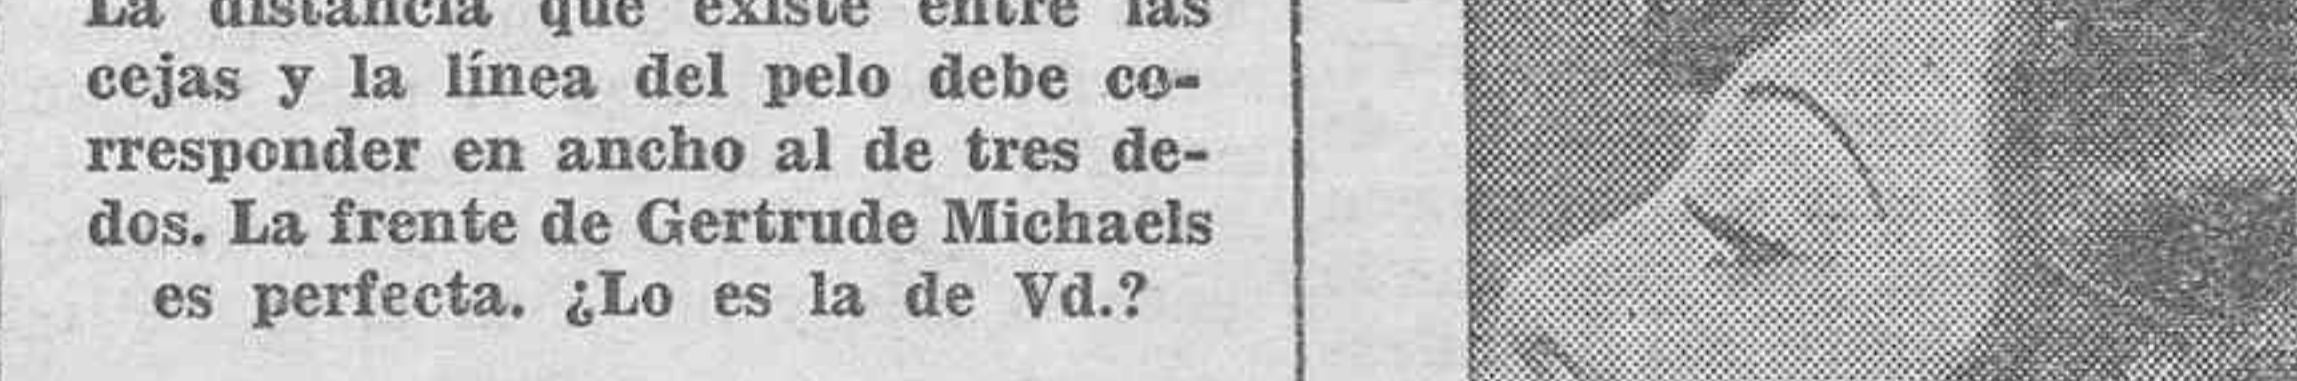 La distancia que existe entre las
cejas y la línea del pelo debe co-
rresponder en ancho al de tres de-
dos. La frente de Gertrude Michaels
es perfecta. ¿Lo es la de Vd.?